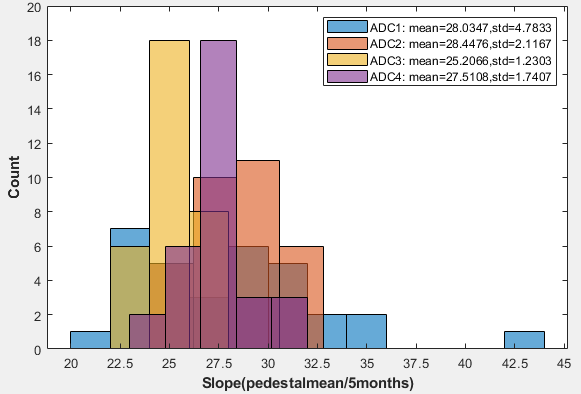 20
18
16
14
12
10
8
6
4
2
0
Count
ADC1: mean=28.0347,std=4.7833
ADC2: mean=28.4476,std=2.1167
ADC3: mean=25.2066,std=1.2303
ADC4: mean=27.5108,std=1.7407
20 22.5 25 27.5 30 32.5 35 37.5 40 42.5 45
Slope(pedestalmean/5months)